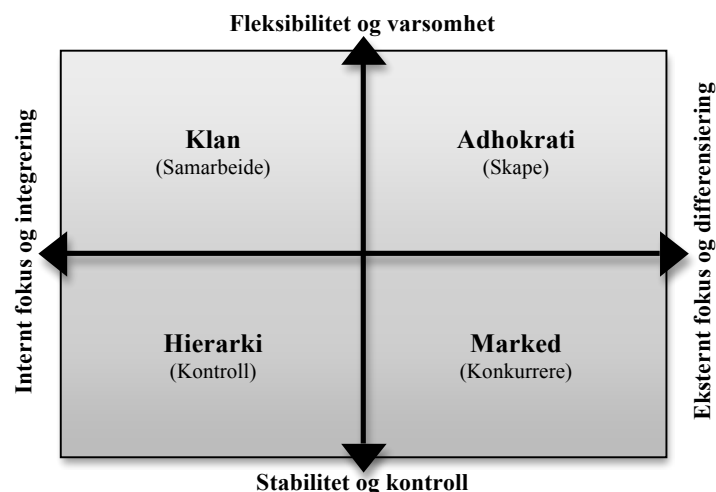 Fleksibilitet og varsomhet
Internt fokus og integrering
Klan
(Samarbeide)
Adhokrati
(Skape)
Eksternt fokus og differensiering
Hierarki
(Kontroll)
Marked
(Konkurrere)
Stabilitet og kontroll